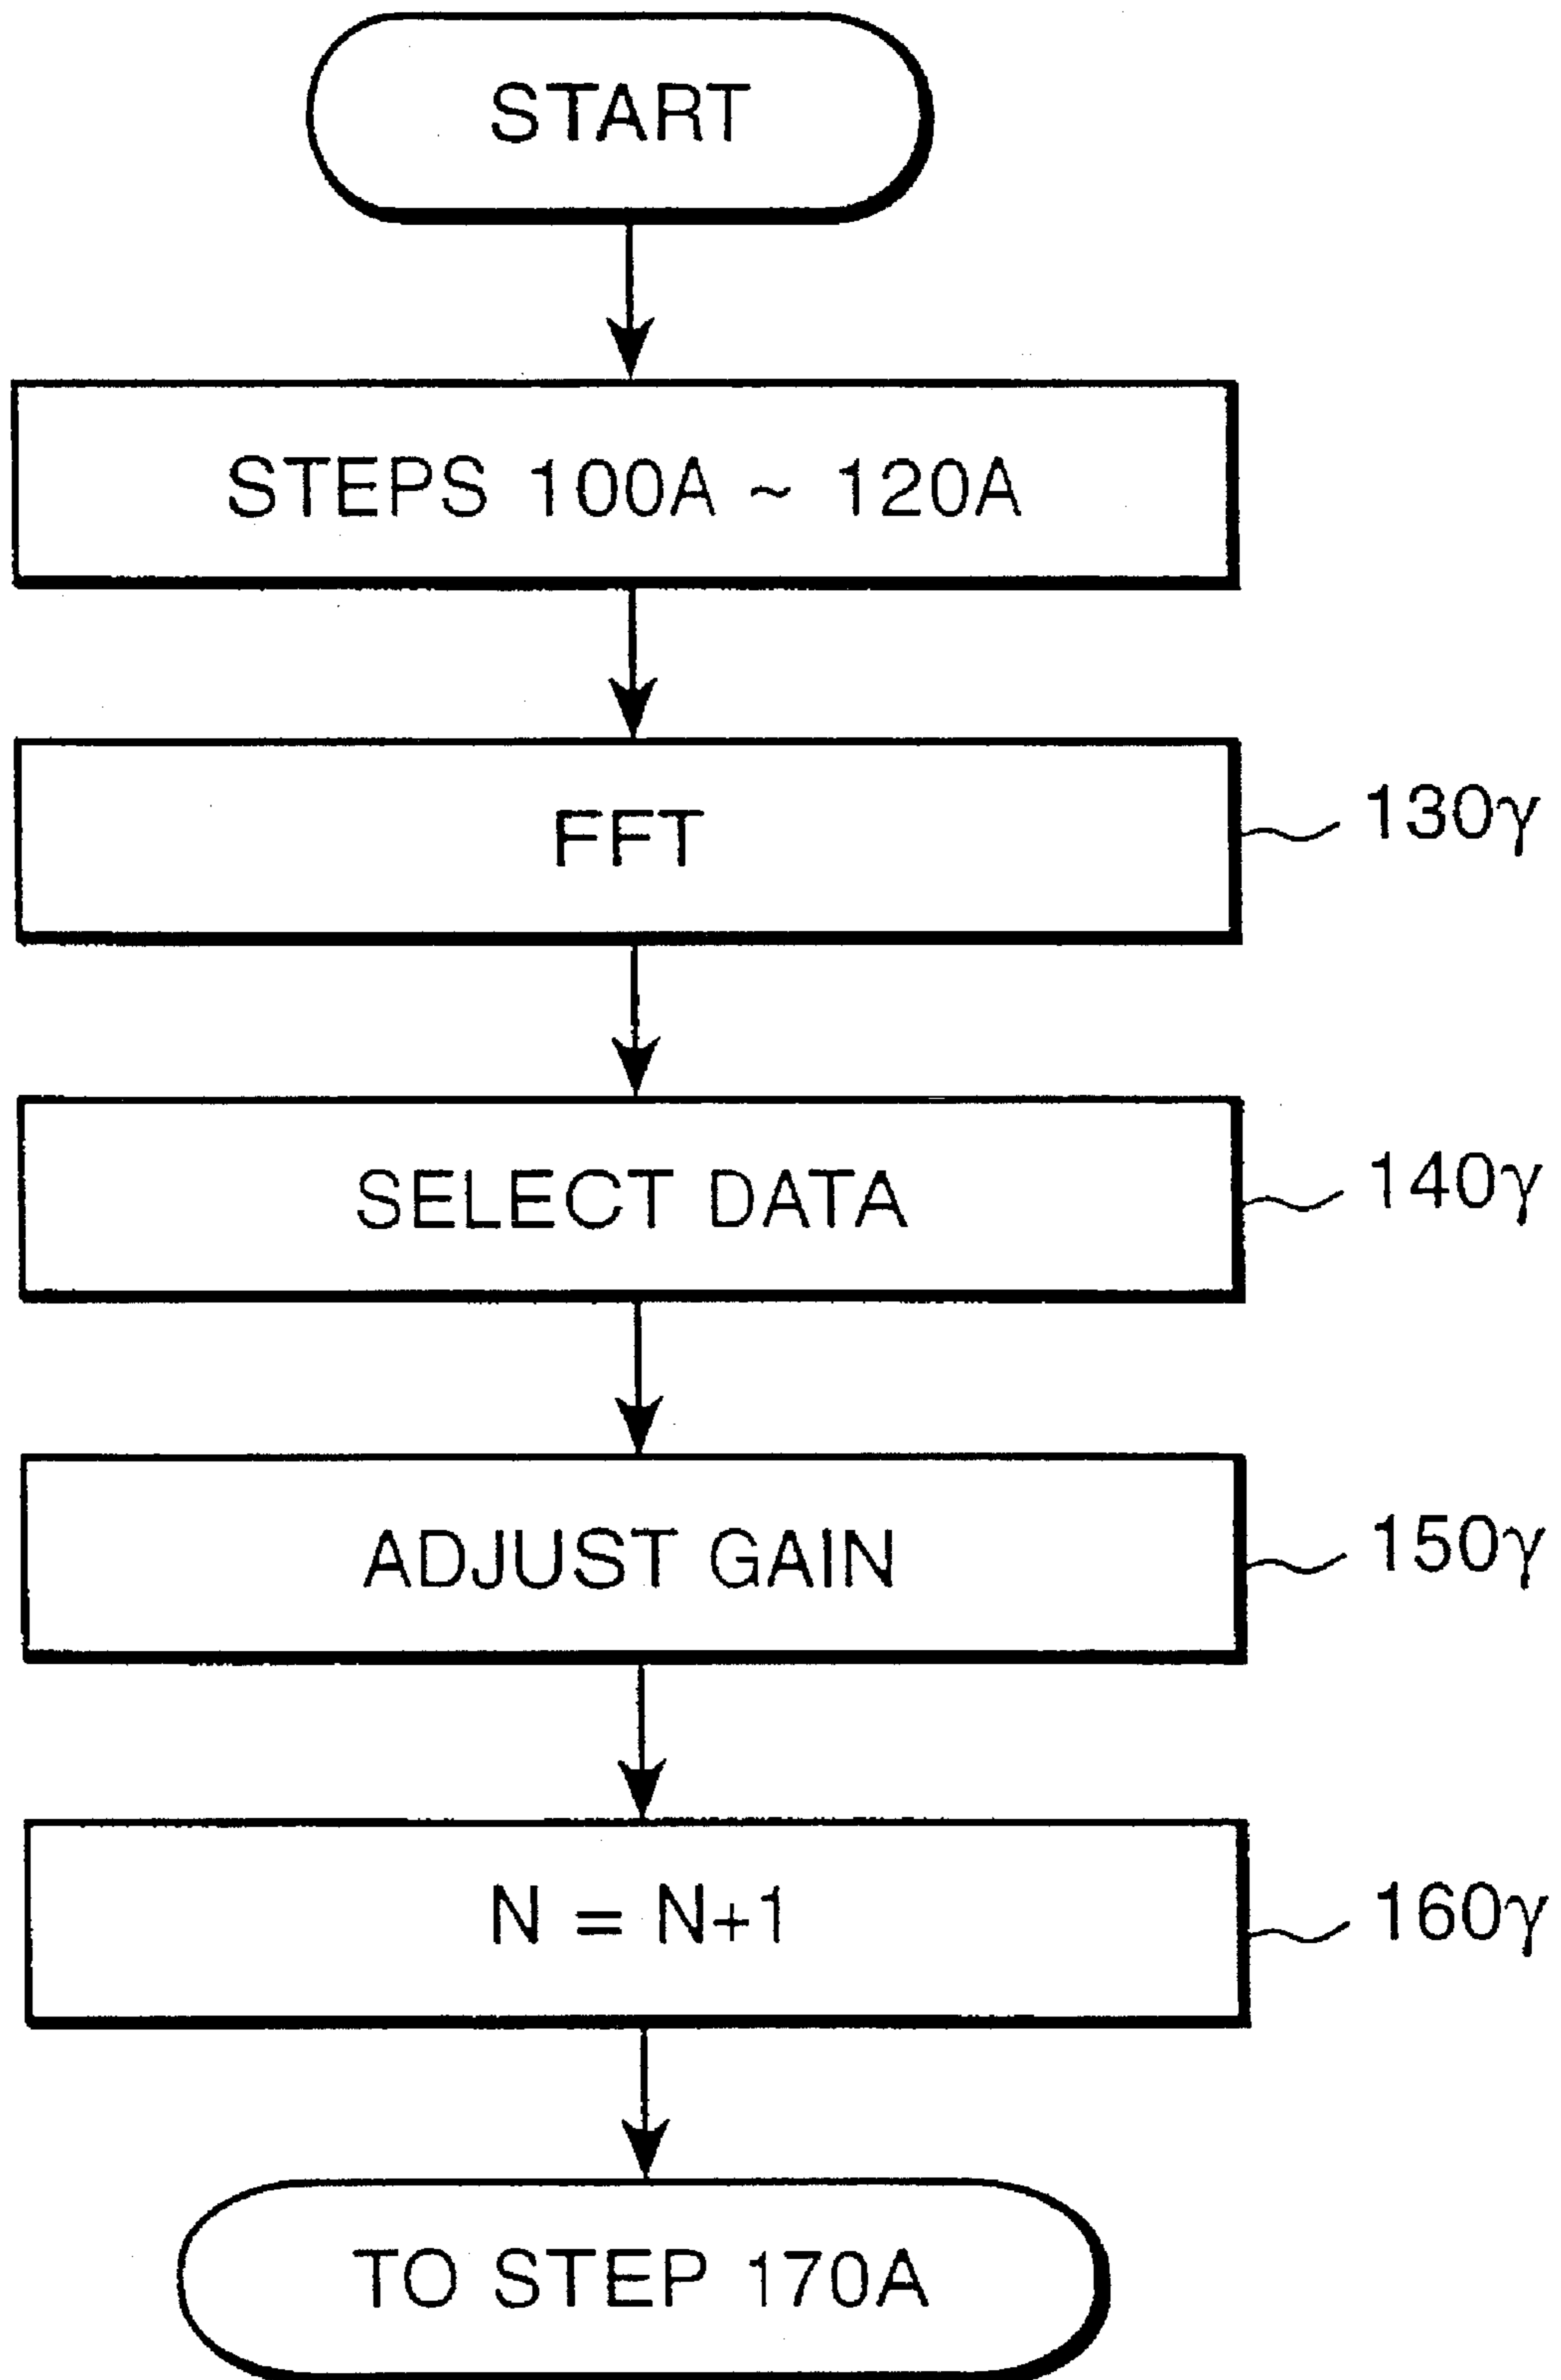 START
STEPS 100A ~ 120A
FFT
130γ
SELECT DATA
140γ
ADJUST GAIN
150γ
N = N+1
160γ
TO STEP 170A